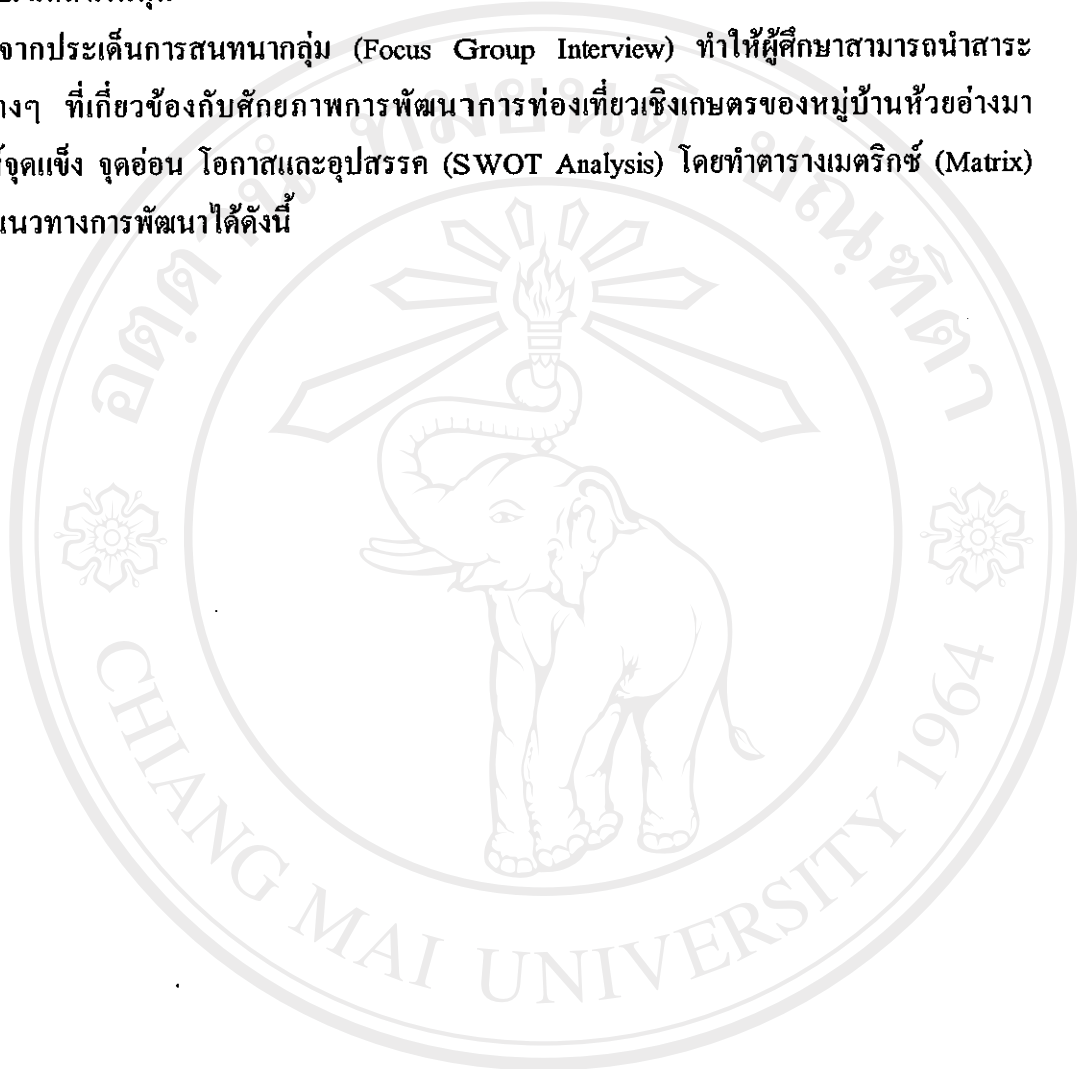 จากประเด็นการสนทนากลุ่ม (Focus Group Interview) ทำให้ผู้ศึกษาสามารถนำสาระ
างๆ ที่เกี่ยวข้องกับศักยภาพการพัฒนาการท่องเที่ยวเชิงเกษตรของหมู่บ้านห้วยอ่างมา
จุดแข็ง จุดอ่อน โอกาสและอุปสรรค (SWOT Analysis) โดยทำตารางเมตริกซ์ (Matrix)
แนวทางการพัฒนาได้ดังนี้
CHIANG MAI UNIVERSITY 1964